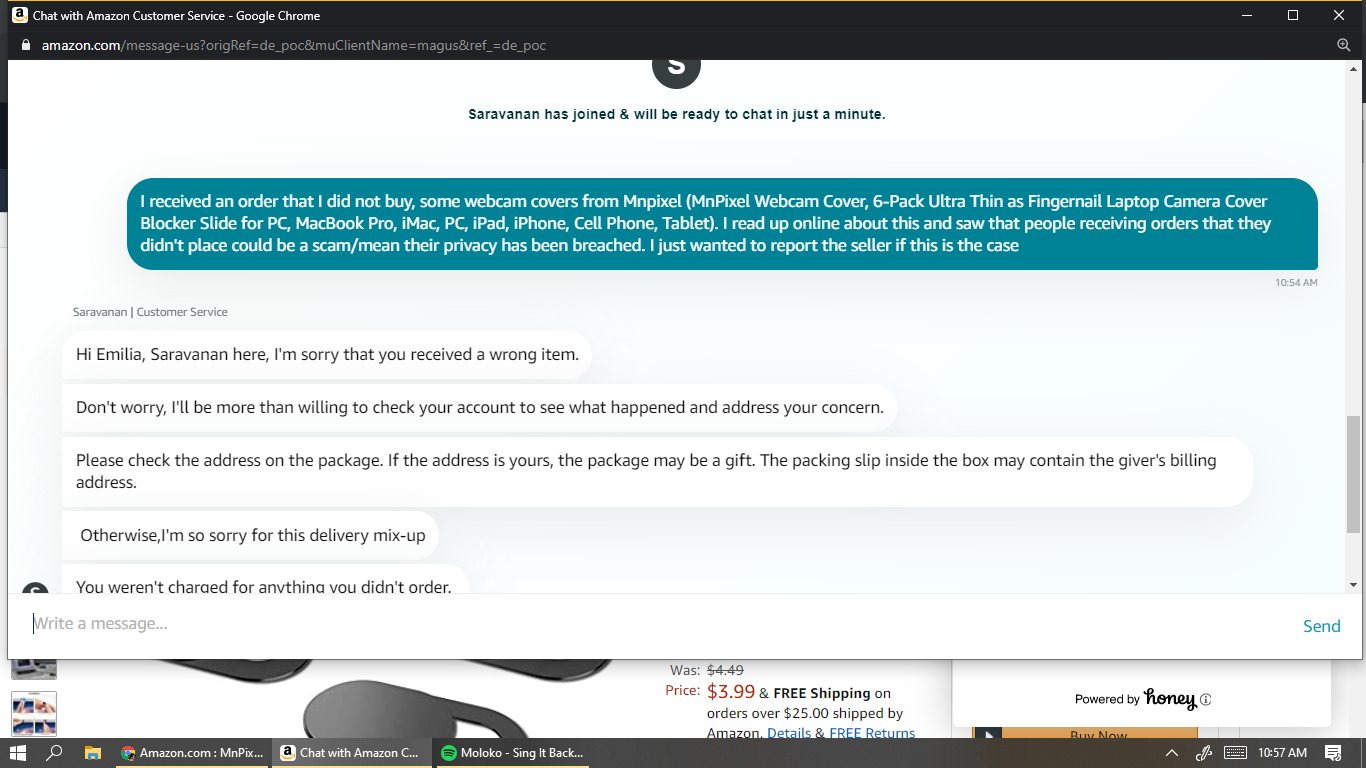 Chat with Amazon Customer Service - Google Chrome
amazon.com/message-us?origRef=de_poc&muClientName=magus&ref_=de_poc
S
Saravanan has joined & will be ready to chat in just a minute.
I received an order that I did not buy, some webcam covers from Mnpixel (MnPixel Webcam Cover, 6-Pack Ultra Thin as Fingernail Laptop Camera Cover
Blocker Slide for PC, MacBook Pro, iMac, PC, iPad, iPhone, Cell Phone, Tablet). I read up online about this and saw that people receiving orders that they
didn't place could be a scam/mean their privacy has been breached. I just wanted to report the seller if this is the case
10:54 AM
Saravanan | Customer Service
Hi Emilia, Saravanan here, I'm sorry that you received a wrong item.
Don't worry, I'll be more than willing to check your account to see what happened and address your concern.
Please check the address on the package. If the address is yours, the package may be a gift. The packing slip inside the box may contain the giver's billing
address.
Otherwise,I'm so sorry for this delivery mix-up
You weren't charged for anything you didn't order.
Write a message...
Send
Was: $4.49
Price: $3.99 & FREE Shipping on
orders over $25.00 shipped by
Amazon. Details & FREE Returns
Powered by honey
Buy Now
Amazon.com : MnPix...
Chat with Amazon C...
Moloko - Sing It Back...
10:57 AM